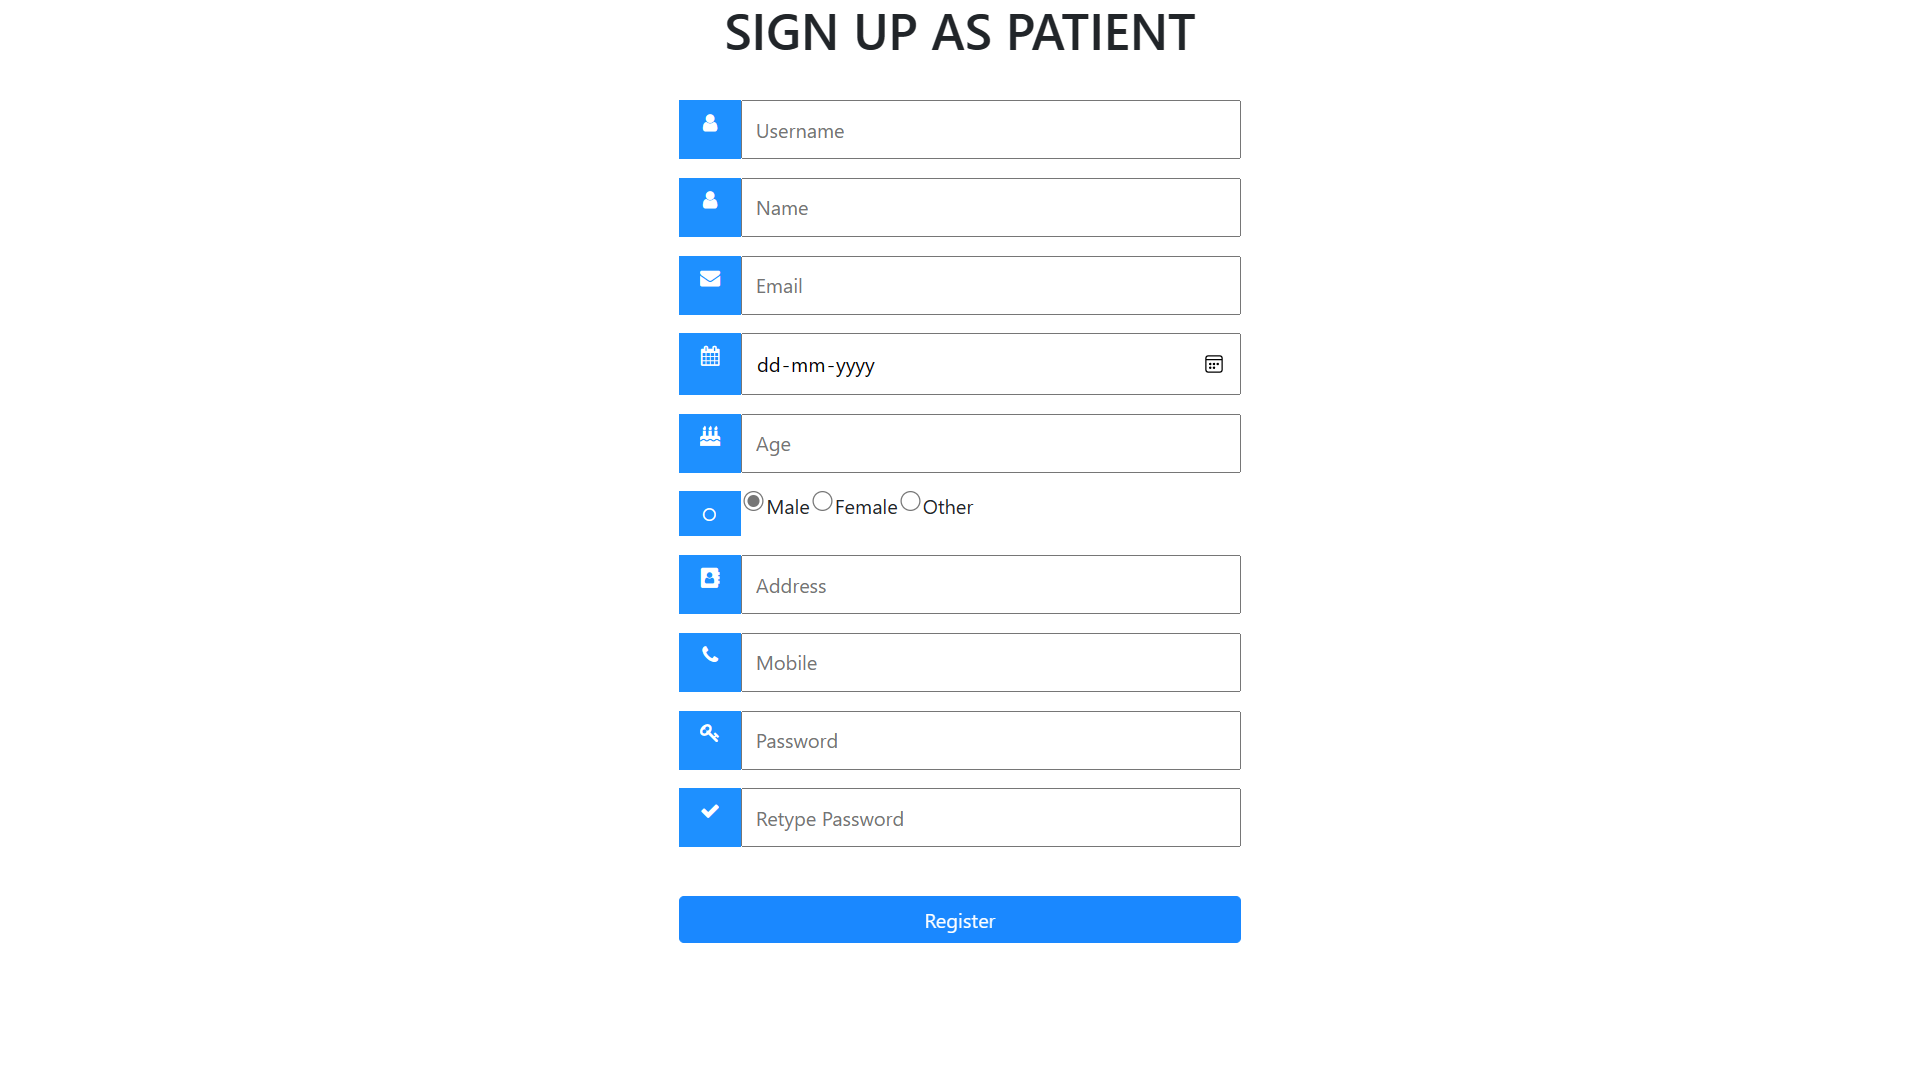 SIGN UP AS PATIENT
Username
Name
Email
dd-mm-yyyy
Age
Male Female Other
Address
Mobile
Password
Retype Password
Register